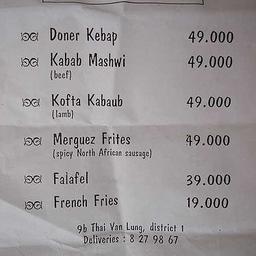 Doner Kebap 49.000
Kabab Mashwi 49.000
(beef)
Kofta Kabaub 49.000
(lamb)
Merguez Frites 49.000
(spicy North African sausage)
Falafel 39.000
French Fries 19.000
9b Thai Van Lung, district 1
Deliveries : 8 27 98 67